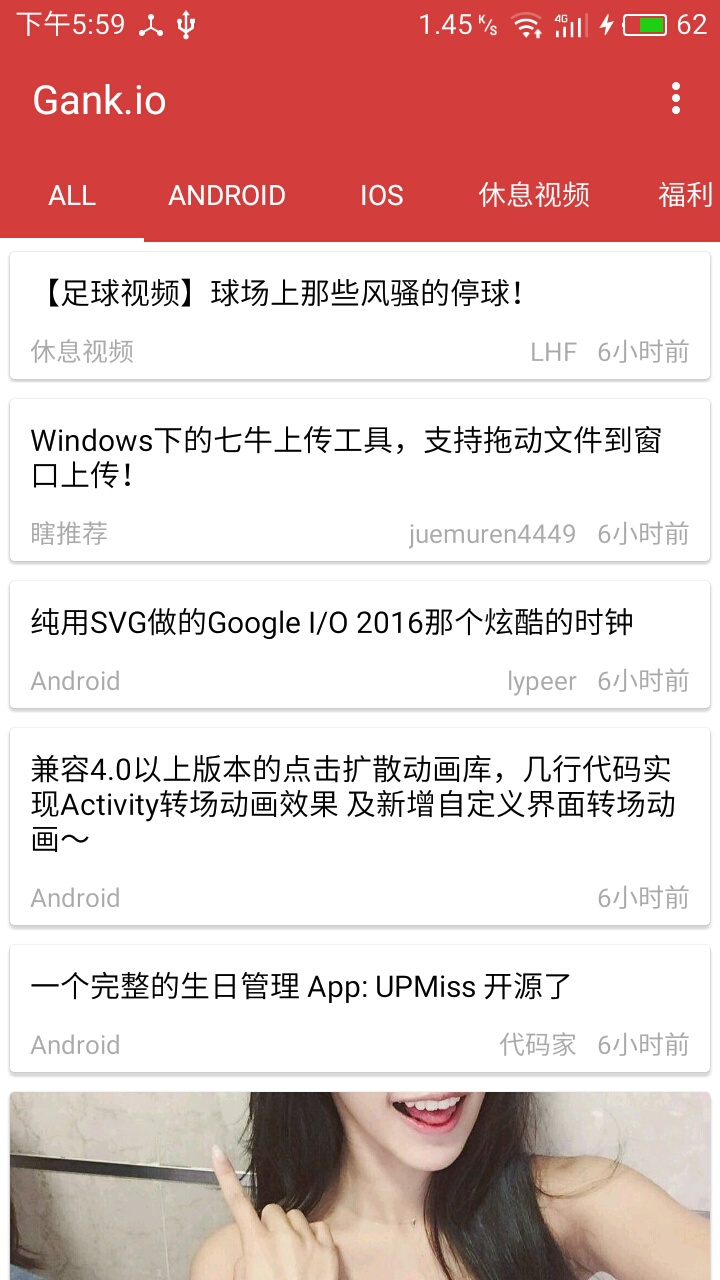 下午5:59 1.45 K/s 4G 62
Gank.io
ALL ANDROID IOS 休息视频 福利
【足球视频】球场上那些风骚的停球！
休息视频 LHF 6小时前
Windows下的七牛上传工具，支持拖动文件到窗
口上传！
瞎推荐 juemuren4449 6小时前
纯用SVG做的Google I/O 2016那个炫酷的时钟
Android lypeer 6小时前
兼容4.0以上版本的点击扩散动画库，几行代码实
现Activity转场动画效果 及新增自定义界面转场动
画～
Android 6小时前
一个完整的生日管理 App: UPMiss 开源了
Android 代码家 6小时前